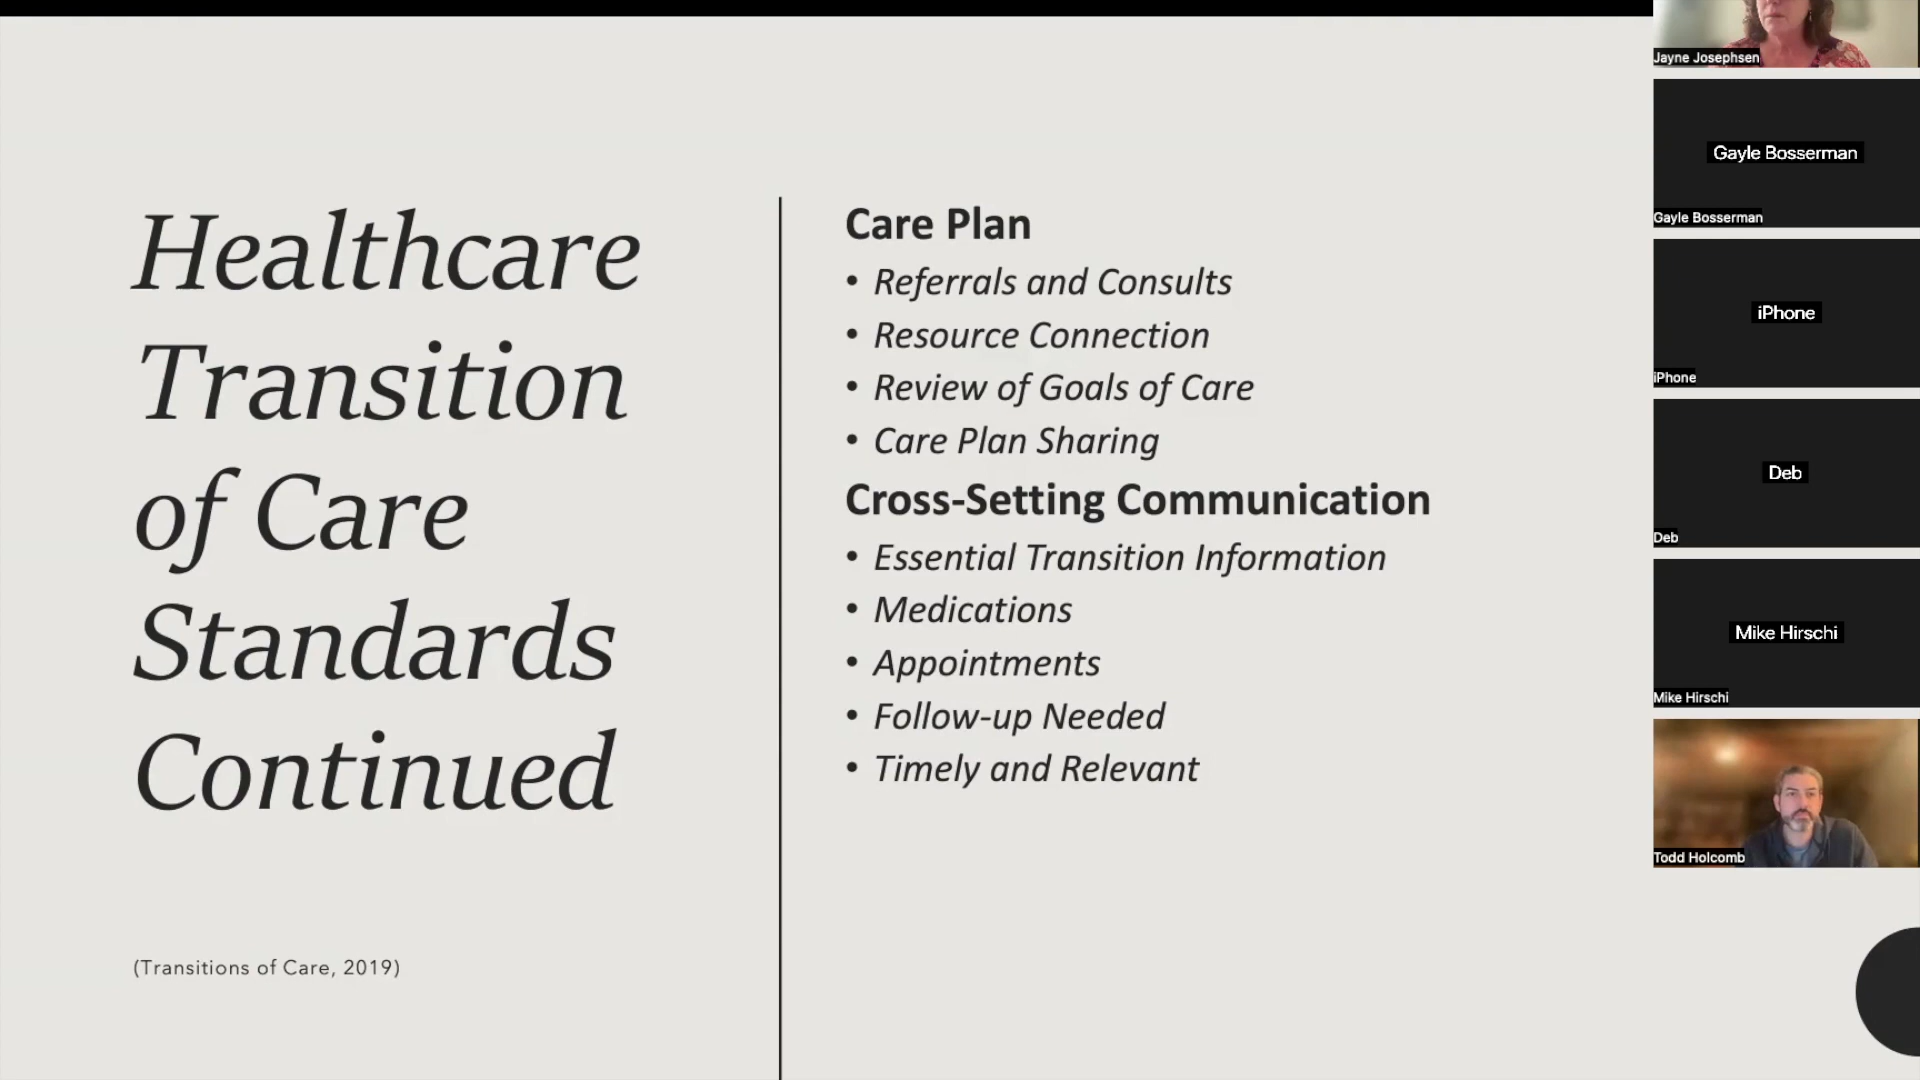 Healthcare
Transition
of Care
Standards
Continued
(Transitions of Care, 2019)
Care Plan
• Referrals and Consults
• Resource Connection
• Review of Goals of Care
• Care Plan Sharing
Cross-Setting Communication
• Essential Transition Information
• Medications
• Appointments
• Follow-up Needed
• Timely and Relevant
Jayne Josephsen
Gayle Bosserman
Gayle Bosserman
iPhone
iPhone
Deb
Deb
Mike Hirschi
Mike Hirschi
Todd Holcomb